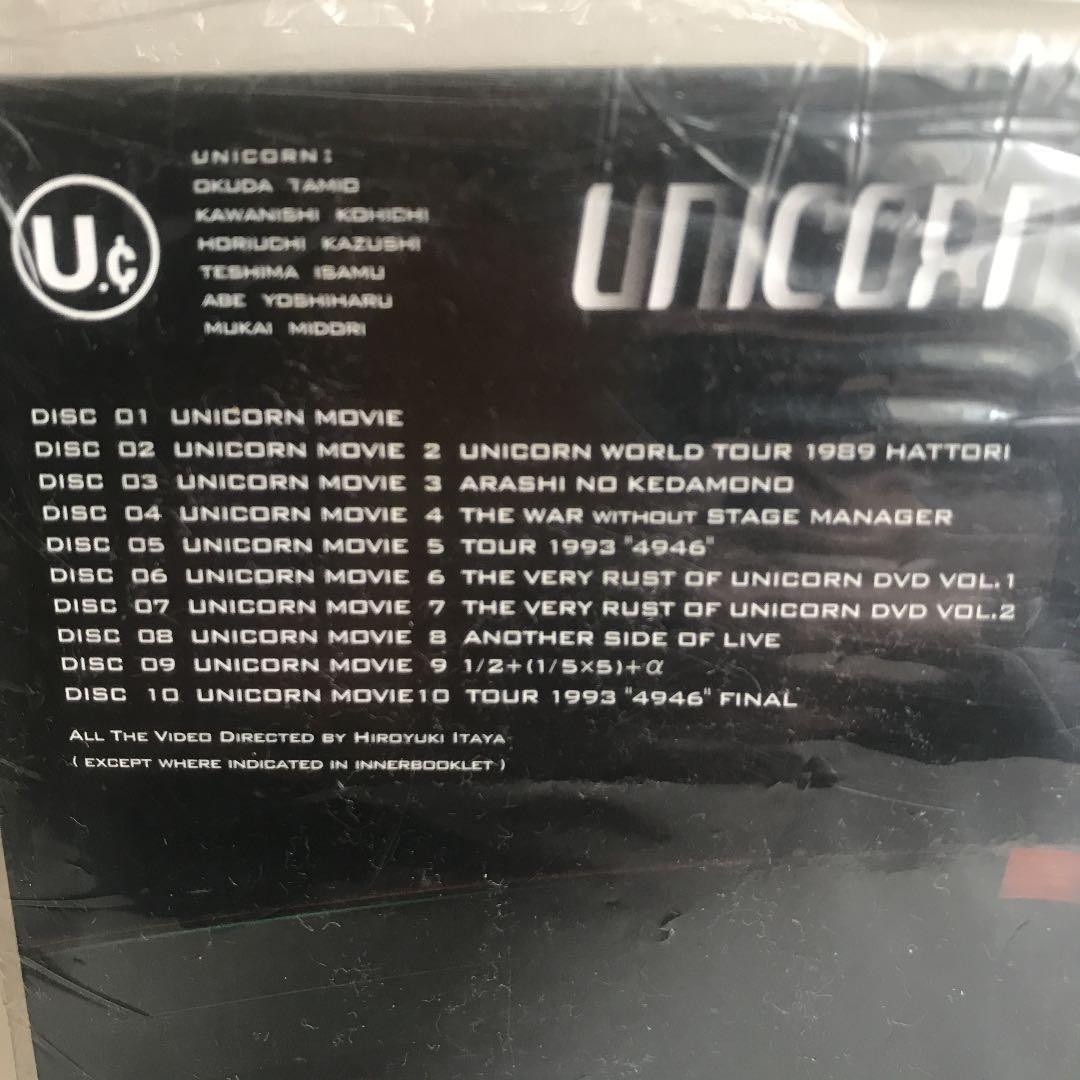 U.¢
UNICORN:
OKUDA TAMIO
KAWANISHI KOHICHI
HORIUCHI KAZUSHI
TESHIMA ISAMU
ABE YOSHIHARU
MUKAI MIDORI
UNICORN
DISC 01 UNICORN MOVIE
DISC 02 UNICORN MOVIE 2 UNICORN WORLD TOUR 1989 HATTORI
DISC 03 UNICORN MOVIE 3 ARASHI NO KEDAMONO
DISC 04 UNICORN MOVIE 4 THE WAR WITHOUT STAGE MANAGER
DISC 05 UNICORN MOVIE 5 TOUR 1993 "4946"
DISC 06 UNICORN MOVIE 6 THE VERY RUST OF UNICORN DVD VOL.1
DISC 07 UNICORN MOVIE 7 THE VERY RUST OF UNICORN DVD VOL.2
DISC 08 UNICORN MOVIE 8 ANOTHER SIDE OF LIVE
DISC 09 UNICORN MOVIE 9 1/2+(1/5×5)+α
DISC 10 UNICORN MOVIE10 TOUR 1993 "4946" FINAL
ALL THE VIDEO DIRECTED BY HIROYUKI ITAYA
( EXCEPT WHERE INDICATED IN INNERBOOKLET )